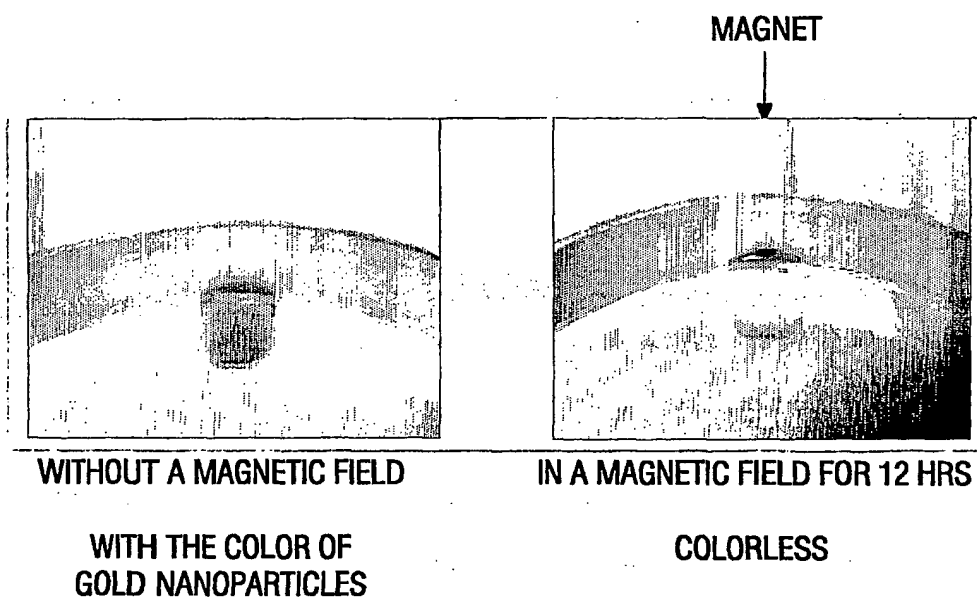 MAGNET
WITHOUT A MAGNETIC FIELD
IN A MAGNETIC FIELD FOR 12 HRS
WITH THE COLOR OF
GOLD NANOPARTICLES
COLORLESS